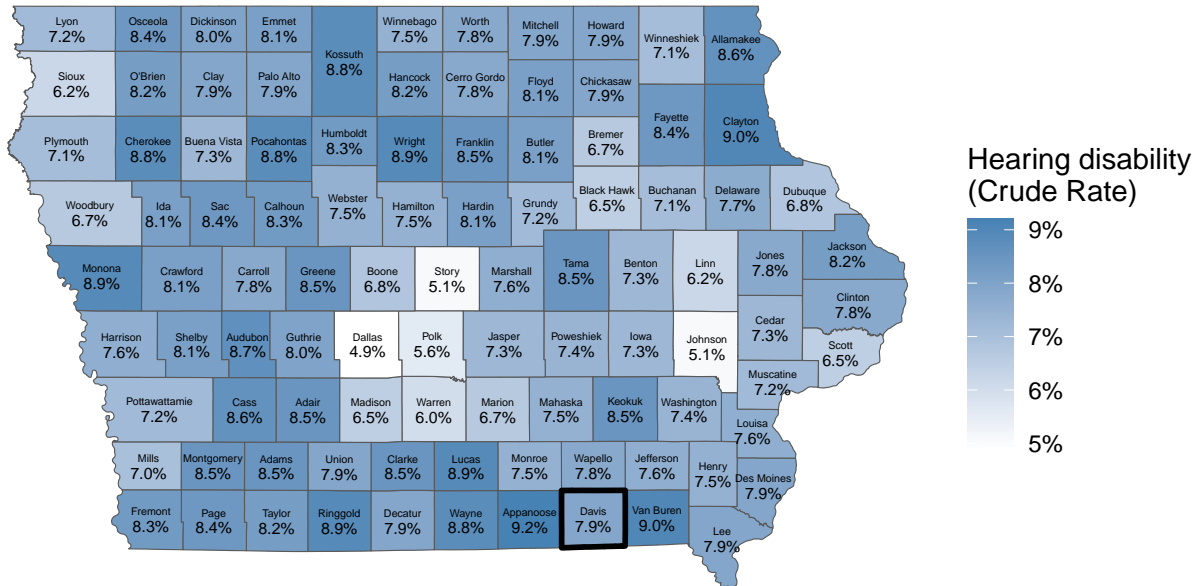 Lyon
7.2%
Osceola
8.4%
Dickinson
8.0%
Emmet
8.1%
Kossuth
8.8%
Winnebago
7.5%
Worth
7.8%
Mitchell
7.9%
Howard
7.9%
Winneshiek
7.1%
Allamakee
8.6%
Sioux
6.2%
O'Brien
8.2%
Clay
7.9%
Palo Alto
7.9%
Hancock
8.2%
Cerro Gordo
7.8%
Floyd
8.1%
Chickasaw
7.9%
Fayette
8.4%
Clayton
9.0%
Plymouth
7.1%
Cherokee
8.8%
Buena Vista
7.3%
Pocahontas
8.8%
Humboldt
8.3%
Wright
8.9%
Franklin
8.5%
Butler
8.1%
Bremer
6.7%
Woodbury
6.7%
Ida
8.1%
Sac
8.4%
Calhoun
8.3%
Webster
7.5%
Hamilton
7.5%
Hardin
8.1%
Grundy
7.2%
Black Hawk
6.5%
Buchanan
7.1%
Delaware
7.7%
Dubuque
6.8%
Monona
8.9%
Crawford
8.1%
Carroll
7.8%
Greene
8.5%
Boone
6.8%
Story
5.1%
Marshall
7.6%
Tama
8.5%
Benton
7.3%
Linn
6.2%
Jones
7.8%
Jackson
8.2%
Clinton
7.8%
Harrison
7.6%
Shelby
8.1%
Audubon
8.7%
Guthrie
8.0%
Dallas
4.9%
Polk
5.6%
Jasper
7.3%
Poweshiek
7.4%
Iowa
7.3%
Johnson
5.1%
Cedar
7.3%
Scott
6.5%
Muscatine
7.2%
Pottawattamie
7.2%
Cass
8.6%
Adair
8.5%
Madison
6.5%
Warren
6.0%
Marion
6.7%
Mahaska
7.5%
Keokuk
8.5%
Washington
7.4%
Louisa
7.6%
Mills
7.0%
Montgomery
8.5%
Adams
8.5%
Union
7.9%
Clarke
8.5%
Lucas
8.9%
Monroe
7.5%
Wapello
7.8%
Jefferson
7.6%
Henry
7.5%
Des Moines
7.9%
Fremont
8.3%
Page
8.4%
Taylor
8.2%
Ringgold
8.9%
Decatur
7.9%
Wayne
8.8%
Appanoose
9.2%
Davis
7.9%
Van Buren
9.0%
Lee
7.9%
Hearing disability
(Crude Rate)
9%
8%
7%
6%
5%